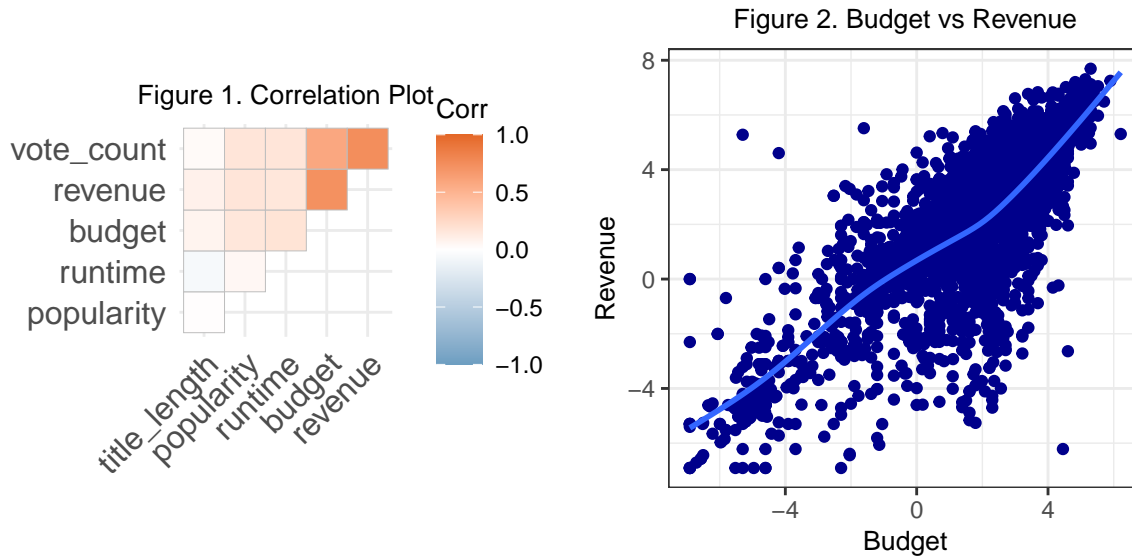 Figure 1. Correlation Plot
Corr
vote_count
revenue
budget
runtime
popularity
title_length
popularity
runtime
budget
revenue
1.0
0.5
0.0
−0.5
−1.0
Figure 2. Budget vs Revenue
Revenue
8
4
0
−4
−4
0
4
Budget